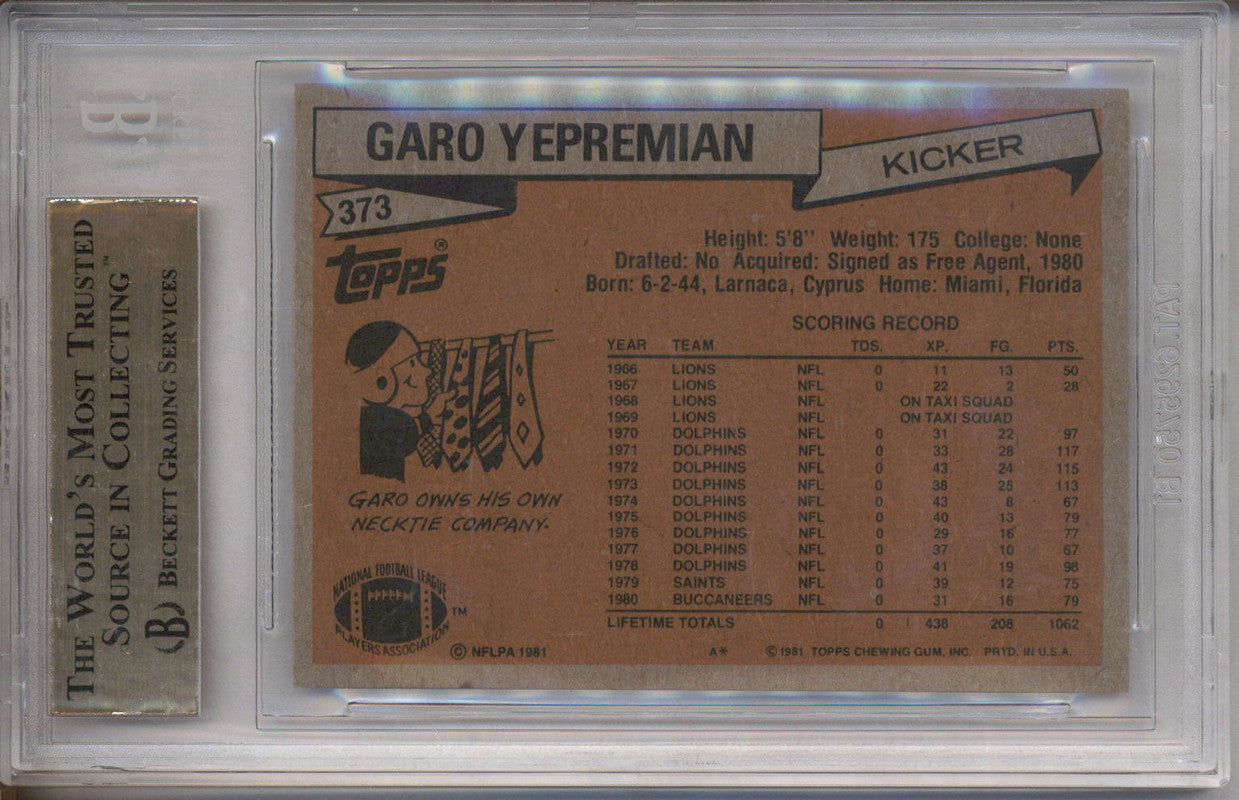 THE WORLD'S MOST TRUSTED
SOURCE IN COLLECTING™
B BECKETT GRADING SERVICES
GARO YEPREMIAN
KICKER
373
TOPPS®
Height: 5'8'' Weight: 175 College: None
Drafted: No Acquired: Signed as Free Agent, 1980
Born: 6-2-44, Larnaca, Cyprus Home: Miami, Florida
SCORING RECORD
YEAR TEAM TDS. XP. FG. PTS.
1966 LIONS NFL 0 11 13 50
1967 LIONS NFL 0 22 2 28
1968 LIONS NFL ON TAXI SQUAD
1969 LIONS NFL ON TAXI SQUAD
1970 DOLPHINS NFL 0 31 22 97
1971 DOLPHINS NFL 0 33 28 117
1972 DOLPHINS NFL 0 43 24 115
1973 DOLPHINS NFL 0 38 25 113
1974 DOLPHINS NFL 0 43 8 67
1975 DOLPHINS NFL 0 40 13 79
1976 DOLPHINS NFL 0 29 16 77
1977 DOLPHINS NFL 0 37 10 67
1978 DOLPHINS NFL 0 41 19 98
1979 SAINTS NFL 0 39 12 75
1980 BUCCANEERS NFL 0 31 16 79
LIFETIME TOTALS 0 438 208 1062
GARO OWNS HIS OWN
NECKTIE COMPANY.
NATIONAL FOOTBALL LEAGUE
PLAYERS ASSOCIATION ™
© NFLPA 1981
A* © 1981 TOPPS CHEWING GUM, INC. PRTD. IN U.S.A.